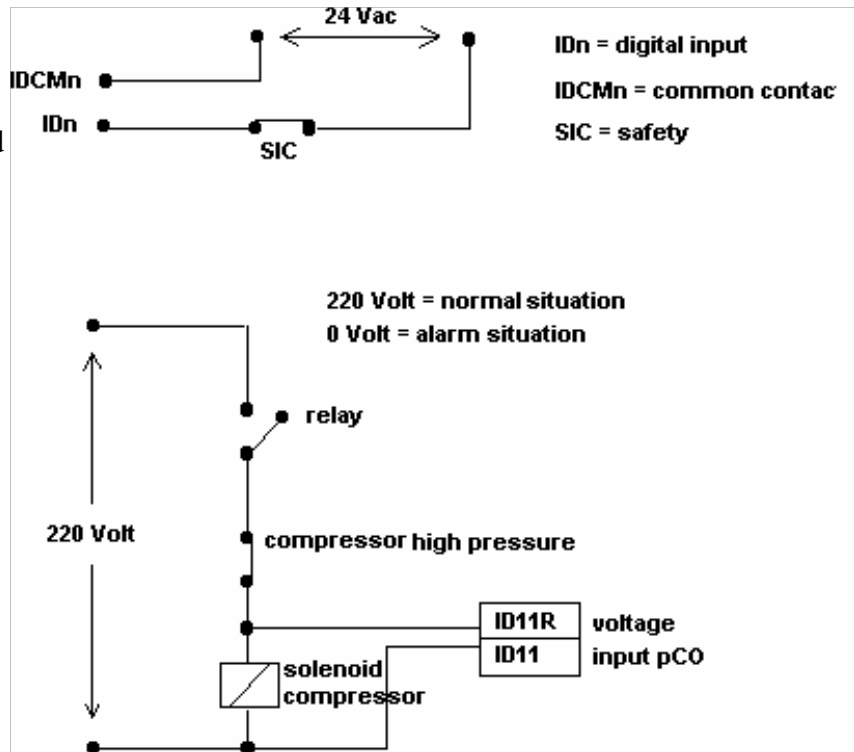 24 Vac
IDCMn
IDn
SIC
IDn = digital input
IDCMn = common contac
SIC = safety
220 Volt = normal situation
0 Volt = alarm situation
relay
220 Volt
compressor high pressure
ID11R voltage
ID11 input pCO
solenoid
compressor